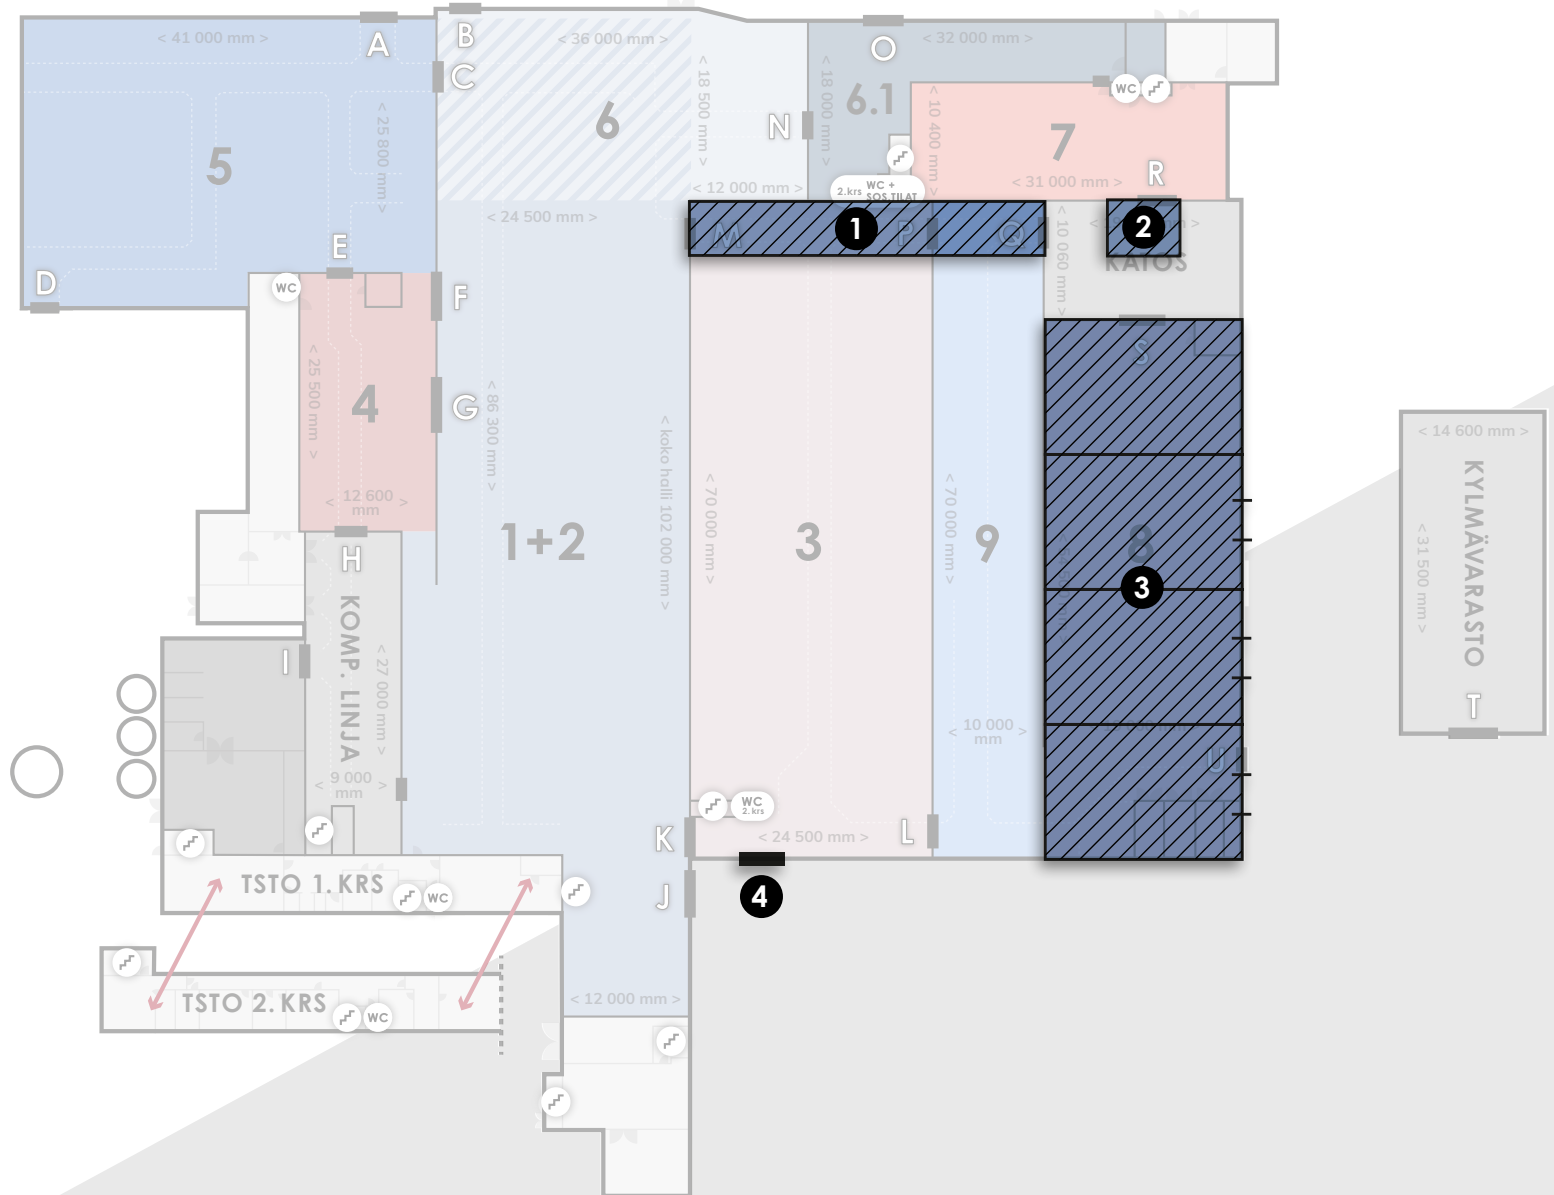 < 41 000 mm >
A
B
C
< 36 000 mm >
O
< 32 000 mm >
< 18 500 mm >
< 18 000 mm >
6.1
6
N
WC
< 10 400 mm >
7
< 25 800 mm >
5
R
< 31 000 mm >
2.krs
WC +
SOS.TILAT
< 12 000 mm >
< 24 500 mm >
M
1
P
Q
2
< 10 060 mm >
KATOS
E
D
WC
F
S
< 25 500 mm >
4
G
< 86 300 mm >
< koko halli 102 000 mm >
< 14 600 mm >
KYLMÄVARASTO
< 31 500 mm >
T
< 12 600 >
mm
H
1+2
< 70 000 mm >
3
< 70 000 mm >
9
8
3
KOMP. LINJA
I
< 27 000 mm >
< 10 000 >
mm
U
< 9 000 >
mm
WC
2.krs
K
< 24 500 mm >
L
TSTO 1. KRS
WC
J
4
TSTO 2. KRS
WC
< 12 000 mm >